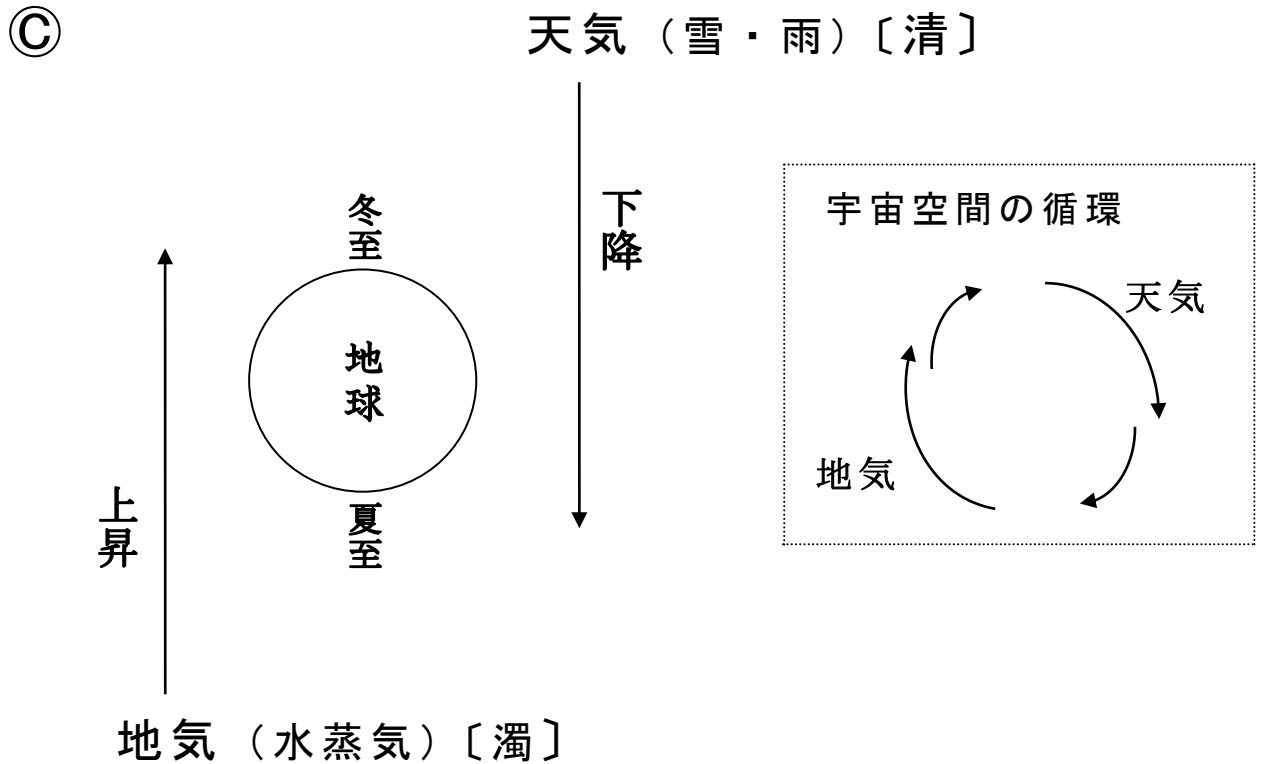 Ⓒ
天気（雪・雨）〔清〕
下降
宇宙空間の循環
天気
地気
冬至
地球
夏至
上昇
地気（水蒸気）〔濁〕